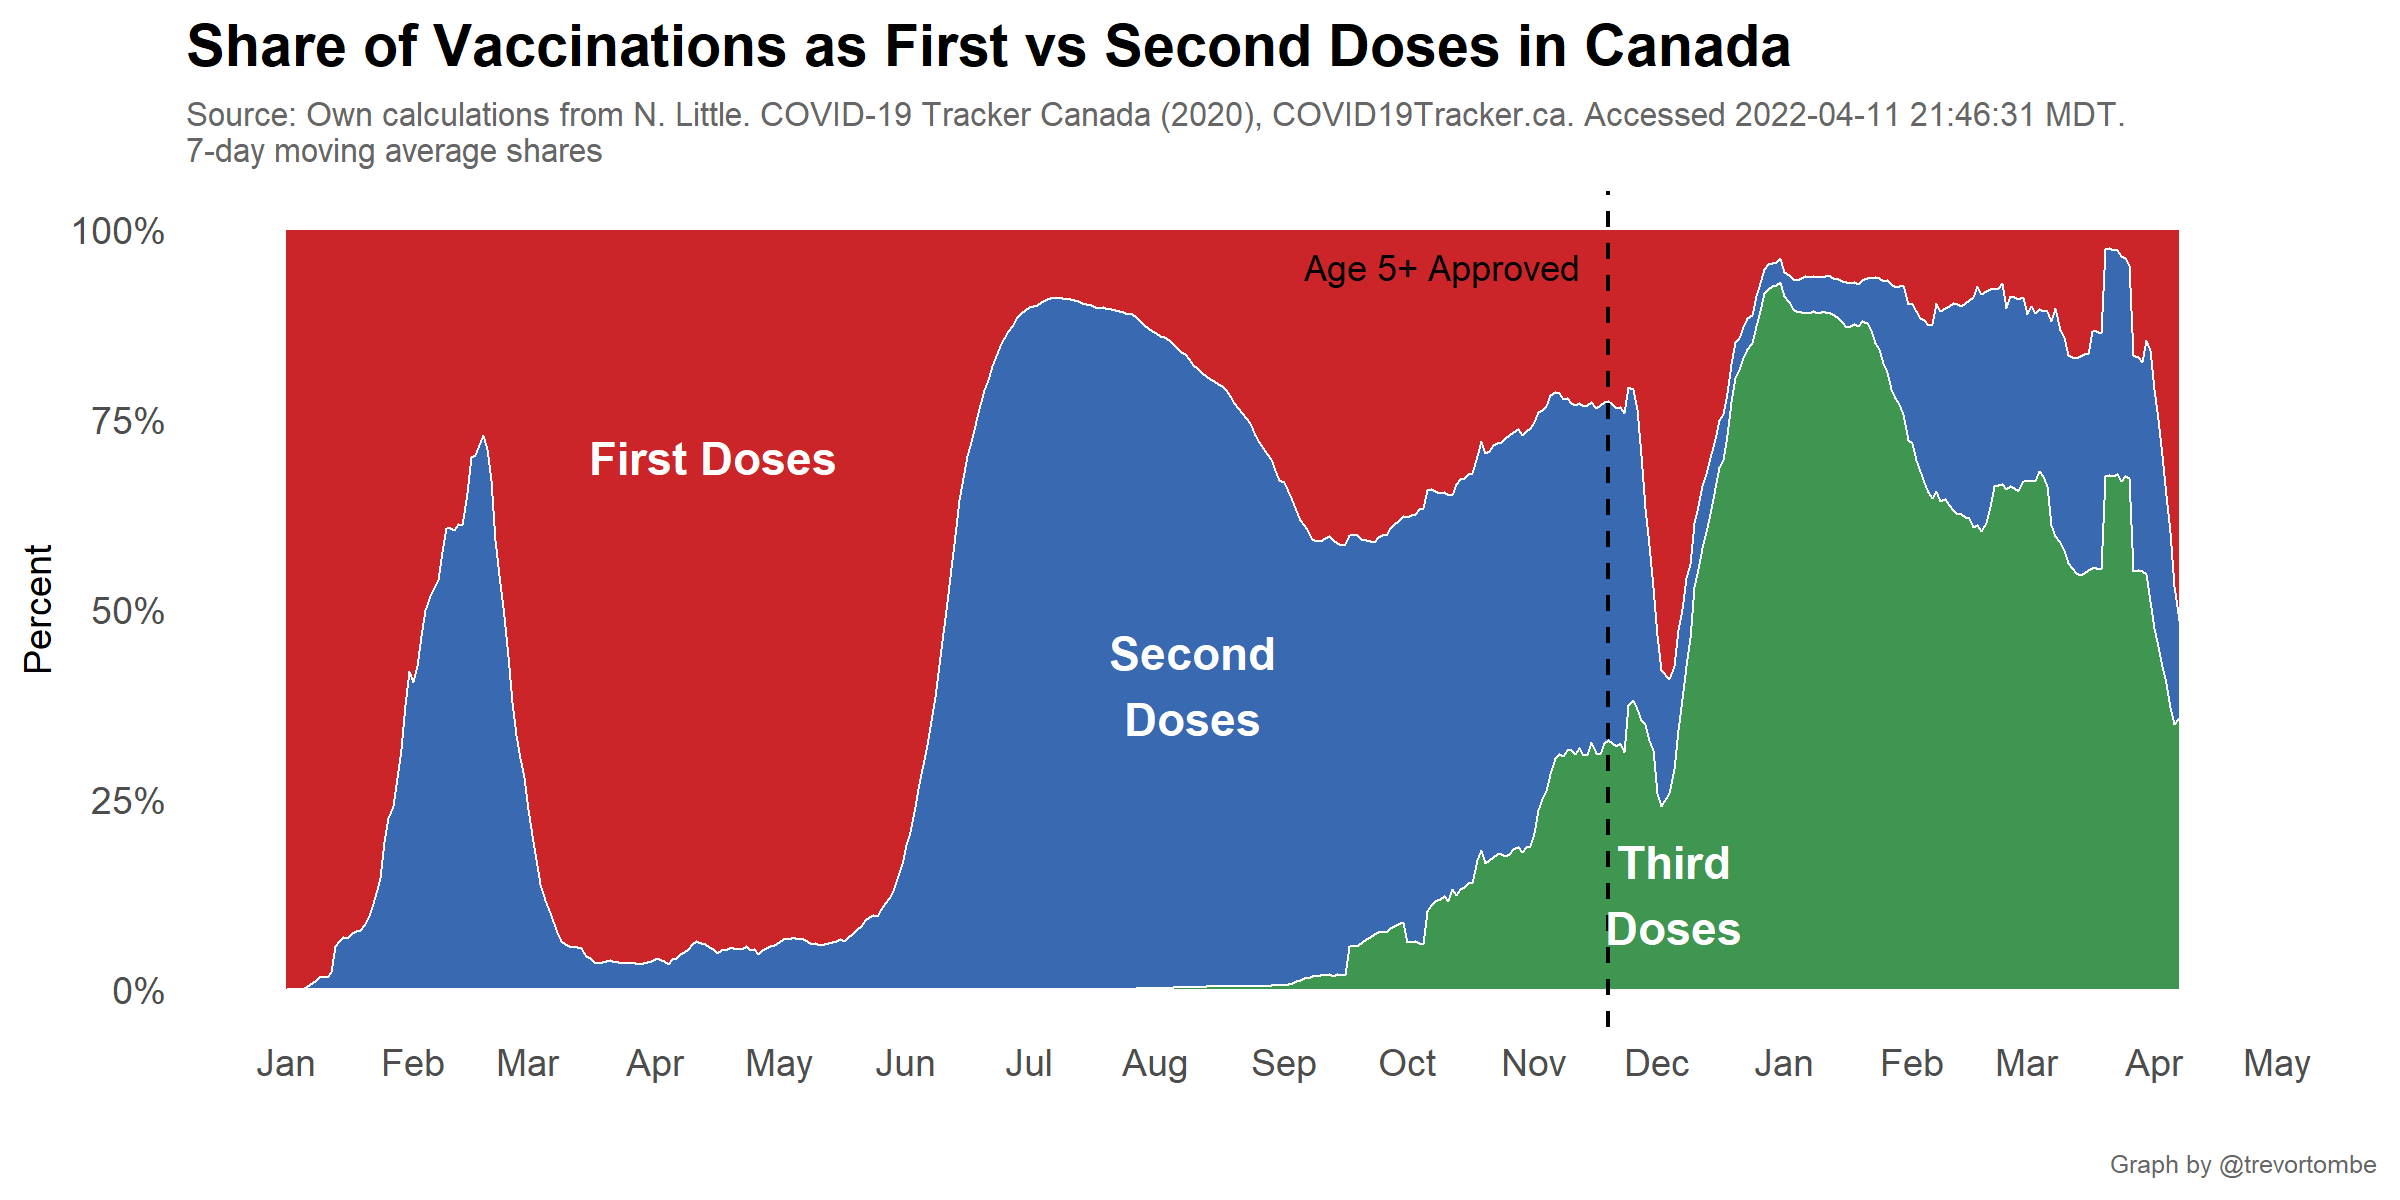 Share of Vaccinations as First vs Second Doses in Canada
Source: Own calculations from N. Little. COVID-19 Tracker Canada (2020), COVID19Tracker.ca. Accessed 2022-04-11 21:46:31 MDT.
7-day moving average shares
100%
75%
50%
25%
0%
Percent
Age 5+ Approved
First Doses
Second
Doses
Third
Doses
Jan Feb Mar Apr May Jun Jul Aug Sep Oct Nov Dec Jan Feb Mar Apr May
Graph by @trevortombe